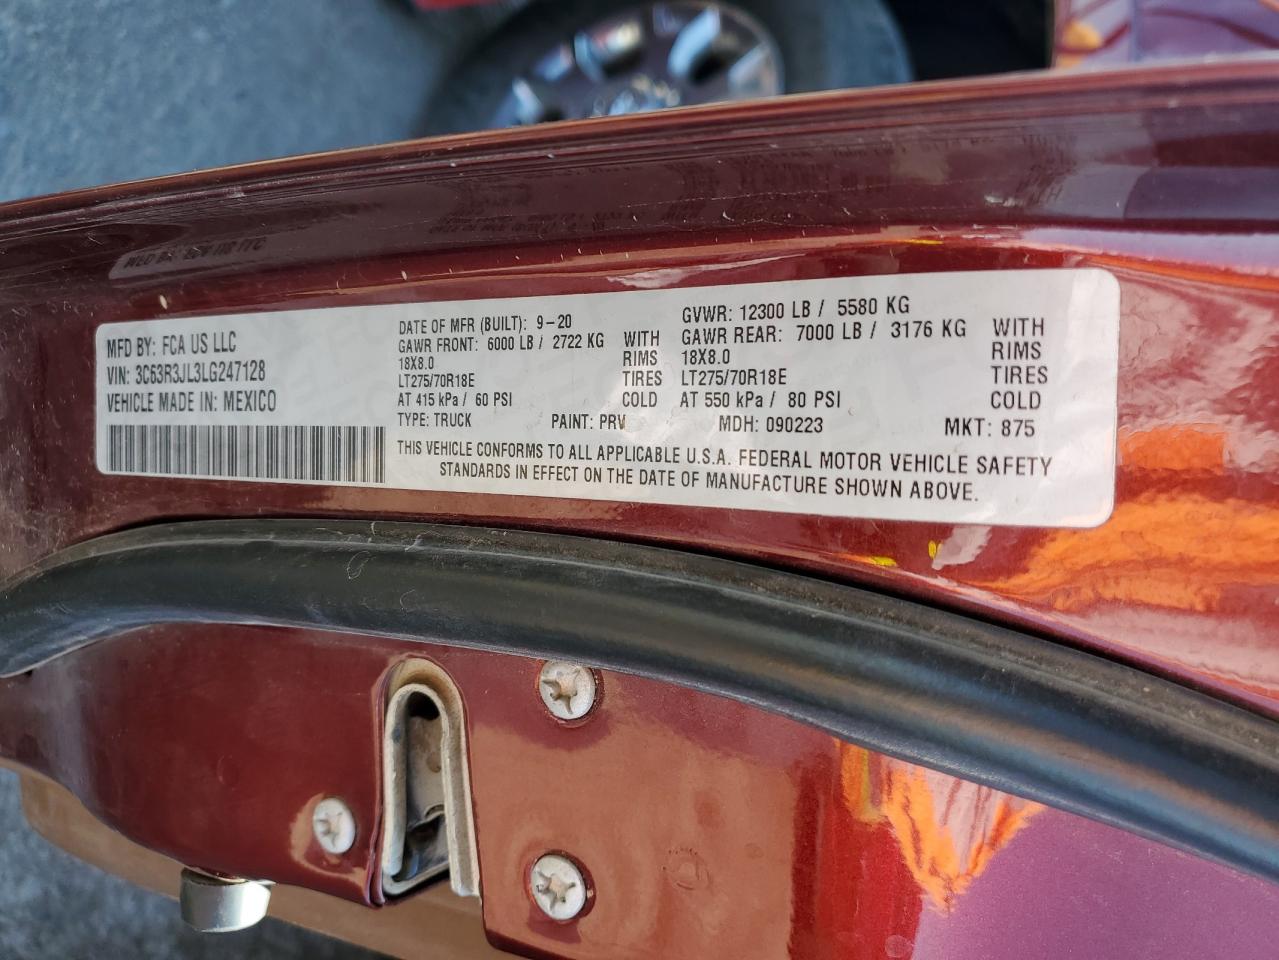 MFD BY: FCA US LLC
VIN: 3C63R3JL3LG247128
VEHICLE MADE IN: MEXICO
DATE OF MFR (BUILT): 9-20
GAWR FRONT: 6000 LB / 2722 KG WITH
18X8.0 RIMS
LT275/70R18E TIRES
AT 415 kPa / 60 PSI COLD
GVWR: 12300 LB / 5580 KG
GAWR REAR: 7000 LB / 3176 KG WITH
18X8.0 RIMS
LT275/70R18E TIRES
AT 550 kPa / 80 PSI COLD
TYPE: TRUCK PAINT: PRV MDH: 090223 MKT: 875
THIS VEHICLE CONFORMS TO ALL APPLICABLE U.S.A. FEDERAL MOTOR VEHICLE SAFETY
STANDARDS IN EFFECT ON THE DATE OF MANUFACTURE SHOWN ABOVE.